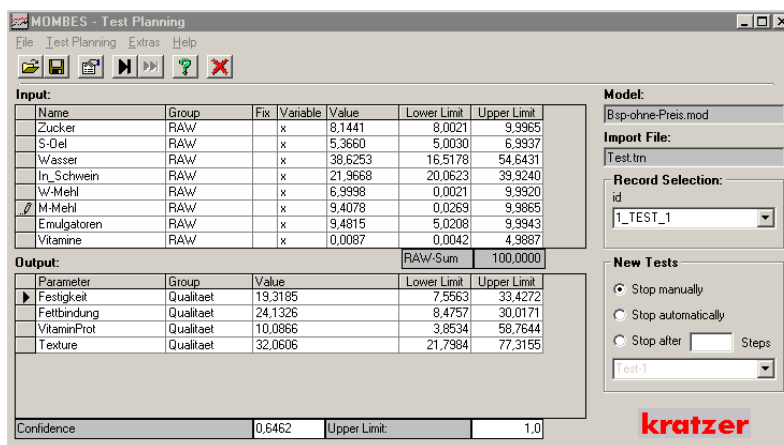 MOMBES - Test Planning
File Test Planning Extras Help
Input:
Name Group Fix Variable Value Lower Limit Upper Limit
Zucker RAW x 8,1441 8,0021 9,9965
S-Oel RAW x 5,3660 5,0030 6,9937
Wasser RAW x 38,6253 16,5178 54,6431
In_Schwein RAW x 21,9668 20,0623 39,9240
W-Mehl RAW x 6,9998 0,0021 9,9920
M-Mehl RAW x 9,4078 0,0269 9,9865
Emulgatoren RAW x 9,4815 5,0208 9,9943
Vitamine RAW x 0,0087 0,0042 4,9887
RAW-Sum 100,0000
Output:
Parameter Group Value Lower Limit Upper Limit
Festigkeit Qualitaet 19,3185 7,5563 33,4272
Fettbindung Qualitaet 24,1326 8,4757 30,0171
VitaminProt Qualitaet 10,0866 3,8534 58,7644
Texture Qualitaet 32,0606 21,7984 77,3155
Confidence 0,6462 Upper Limit: 1,0
Model:
Bsp-ohne-Preis.mod
Import File:
Test.trn
Record Selection:
id
1_TEST_1
New Tests
Stop manually
Stop automatically
Stop after Steps
Test-1
kratzer